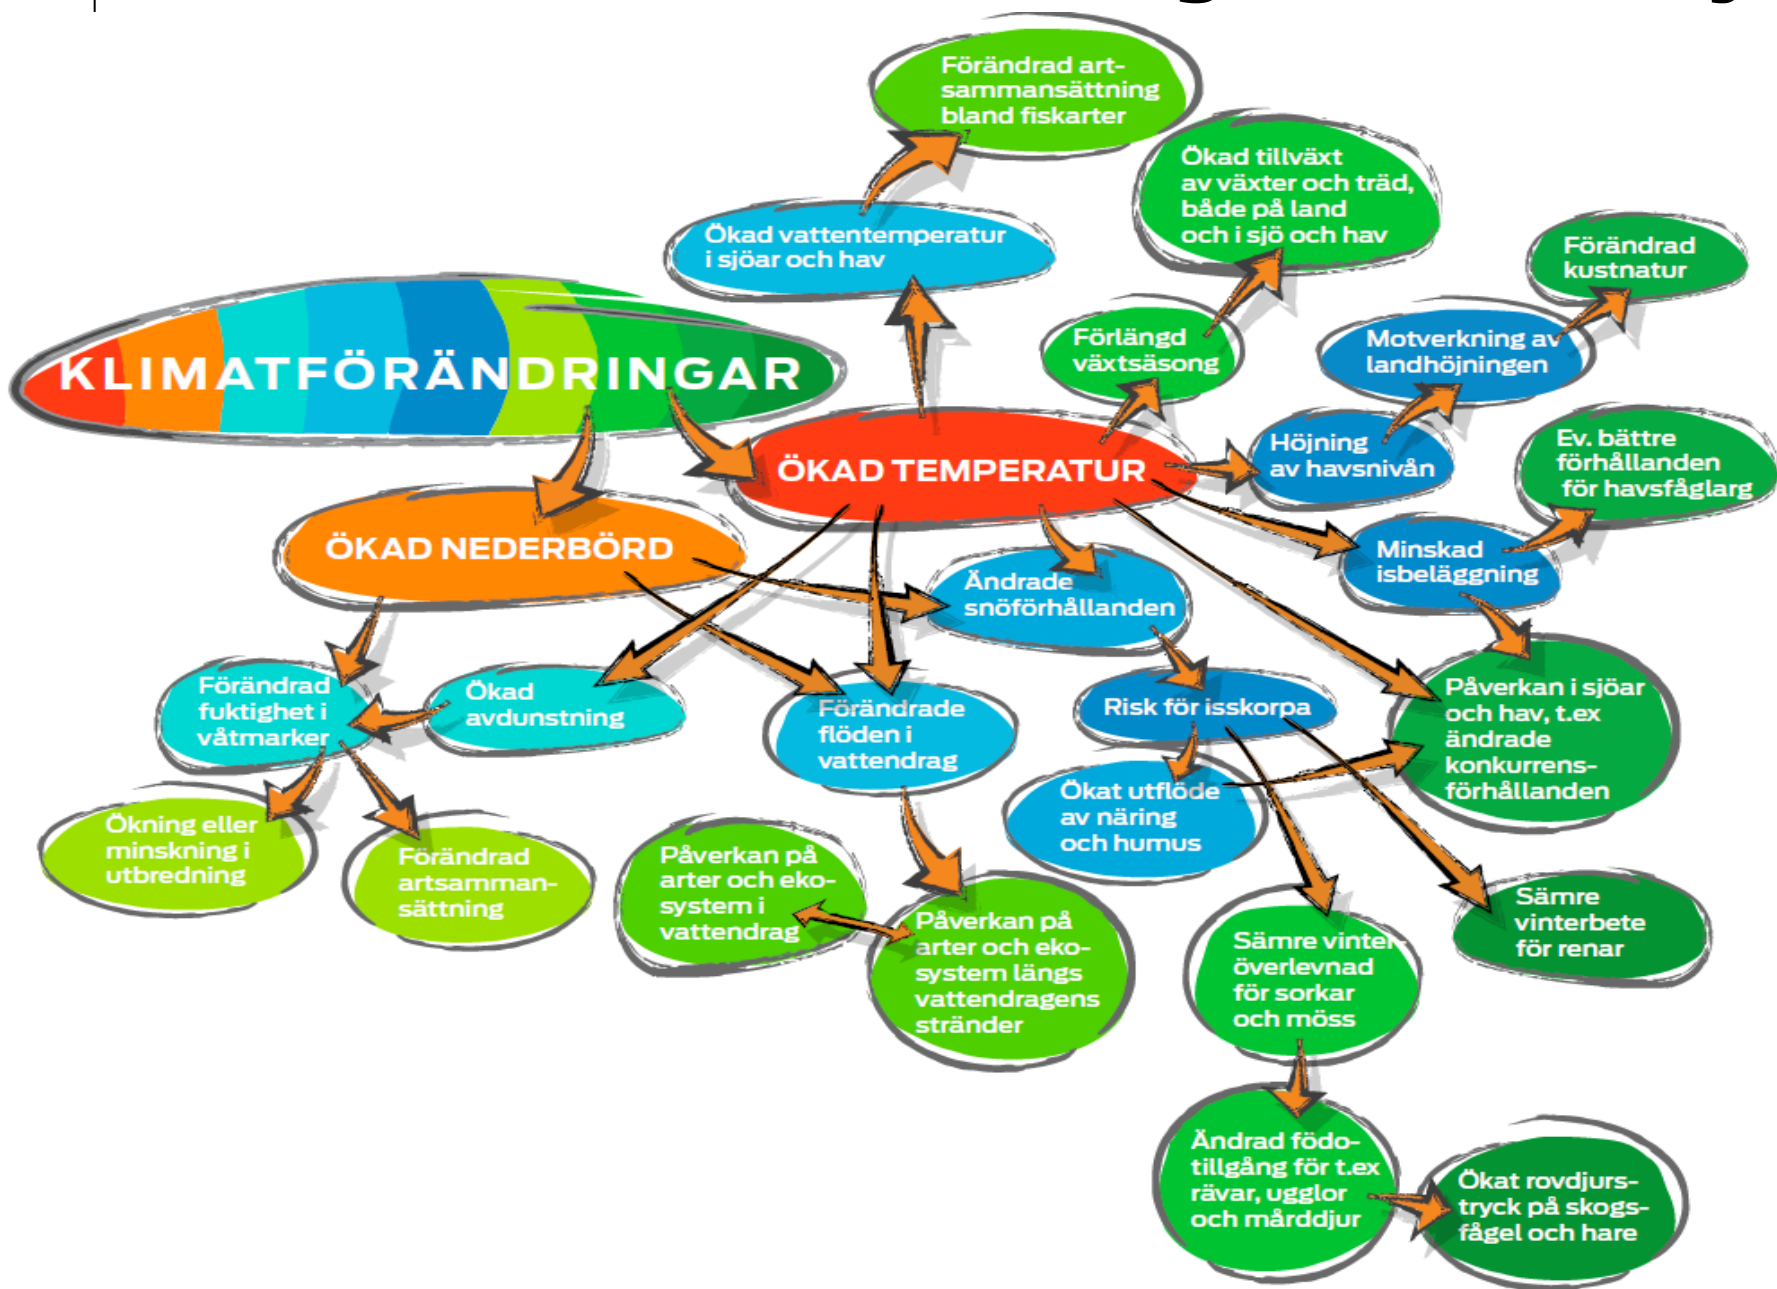 Förändrad art-
sammansättning
bland fiskarter
Ökad tillväxt
av växter och träd,
både på land
och i sjö och hav
Ökad vattentemperatur
i sjöar och hav
Förändrad
kustnatur
KLIMATFÖRÄNDRINGAR
Förlängd
växtsäsong
Motverkning av
landhöjningen
ÖKAD TEMPERATUR
Höjning
av havsnivån
Ev. bättre
förhållanden
för havsfåglarg
ÖKAD NEDERBÖRD
Ändrade
snöförhållanden
Minskad
isbeläggning
Förändrad
fuktighet i
våtmarker
Ökad
avdunstning
Förändrade
flöden i
vattendrag
Risk för isskorpa
Påverkan i sjöar
och hav, t.ex
ändrade
konkurrens-
förhållanden
Ökning eller
minskning i
utbredning
Förändrad
artsamman-
sättning
Påverkan på
arter och eko-
system i
vattendrag
Påverkan på
arter och eko-
system längs
vattendragens
stränder
Ökat utflöde
av näring
och humus
Sämre vinter-
överlevnad
för sorkar
och möss
Sämre
vinterbete
för renar
Ändrad födo-
tillgång för t.ex
rävar, ugglor
och mårddjur
Ökat rovdjurs-
tryck på skogs-
fågel och hare